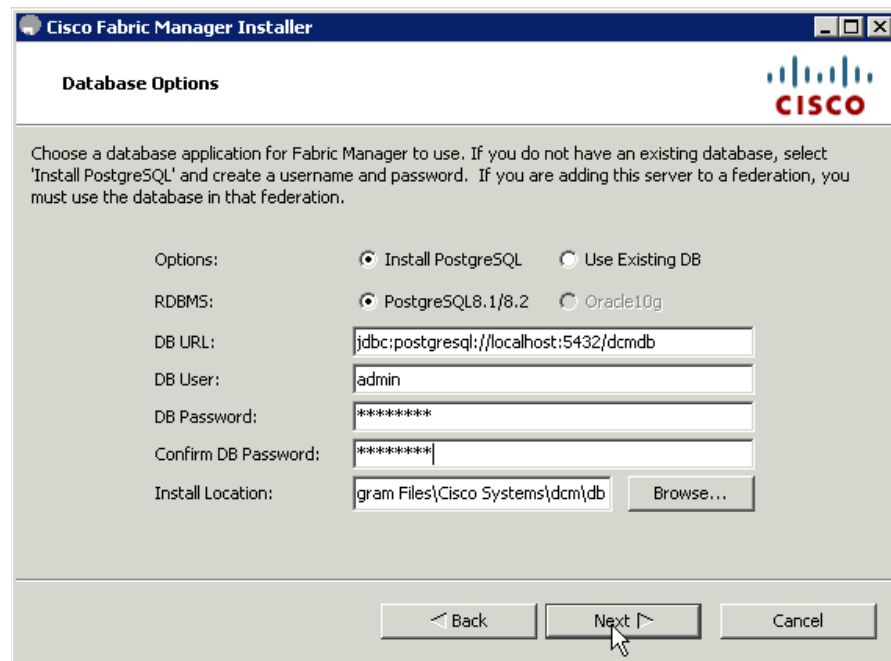 Cisco Fabric Manager Installer
Database Options
CISCO
Choose a database application for Fabric Manager to use. If you do not have an existing database, select
'Install PostgreSQL' and create a username and password.  If you are adding this server to a federation, you
must use the database in that federation.
Options: Install PostgreSQL Use Existing DB
RDBMS: PostgreSQL8.1/8.2 Oracle10g
DB URL: jdbc:postgresql://localhost:5432/dcmdb
DB User: admin
DB Password: ********
Confirm DB Password: ********
Install Location: gram Files\Cisco Systems\dcm\db Browse...
Back Next Cancel